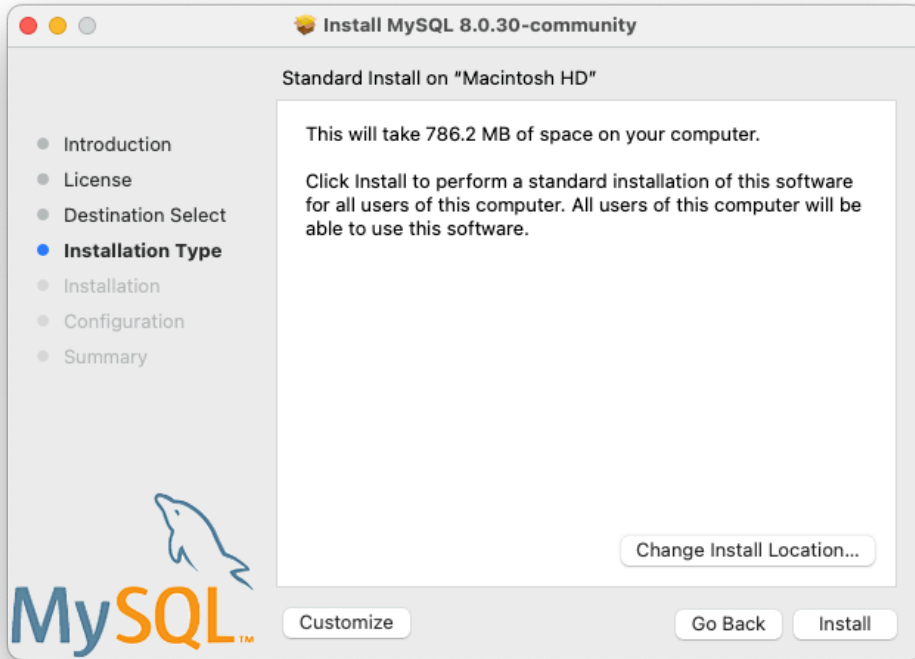 Install MySQL 8.0.30-community
Standard Install on “Macintosh HD”
Introduction
License
Destination Select
Installation Type
Installation
Configuration
Summary
This will take 786.2 MB of space on your computer.
Click Install to perform a standard installation of this software
for all users of this computer. All users of this computer will be
able to use this software.
Change Install Location...
MySQL™
Customize
Go Back
Install